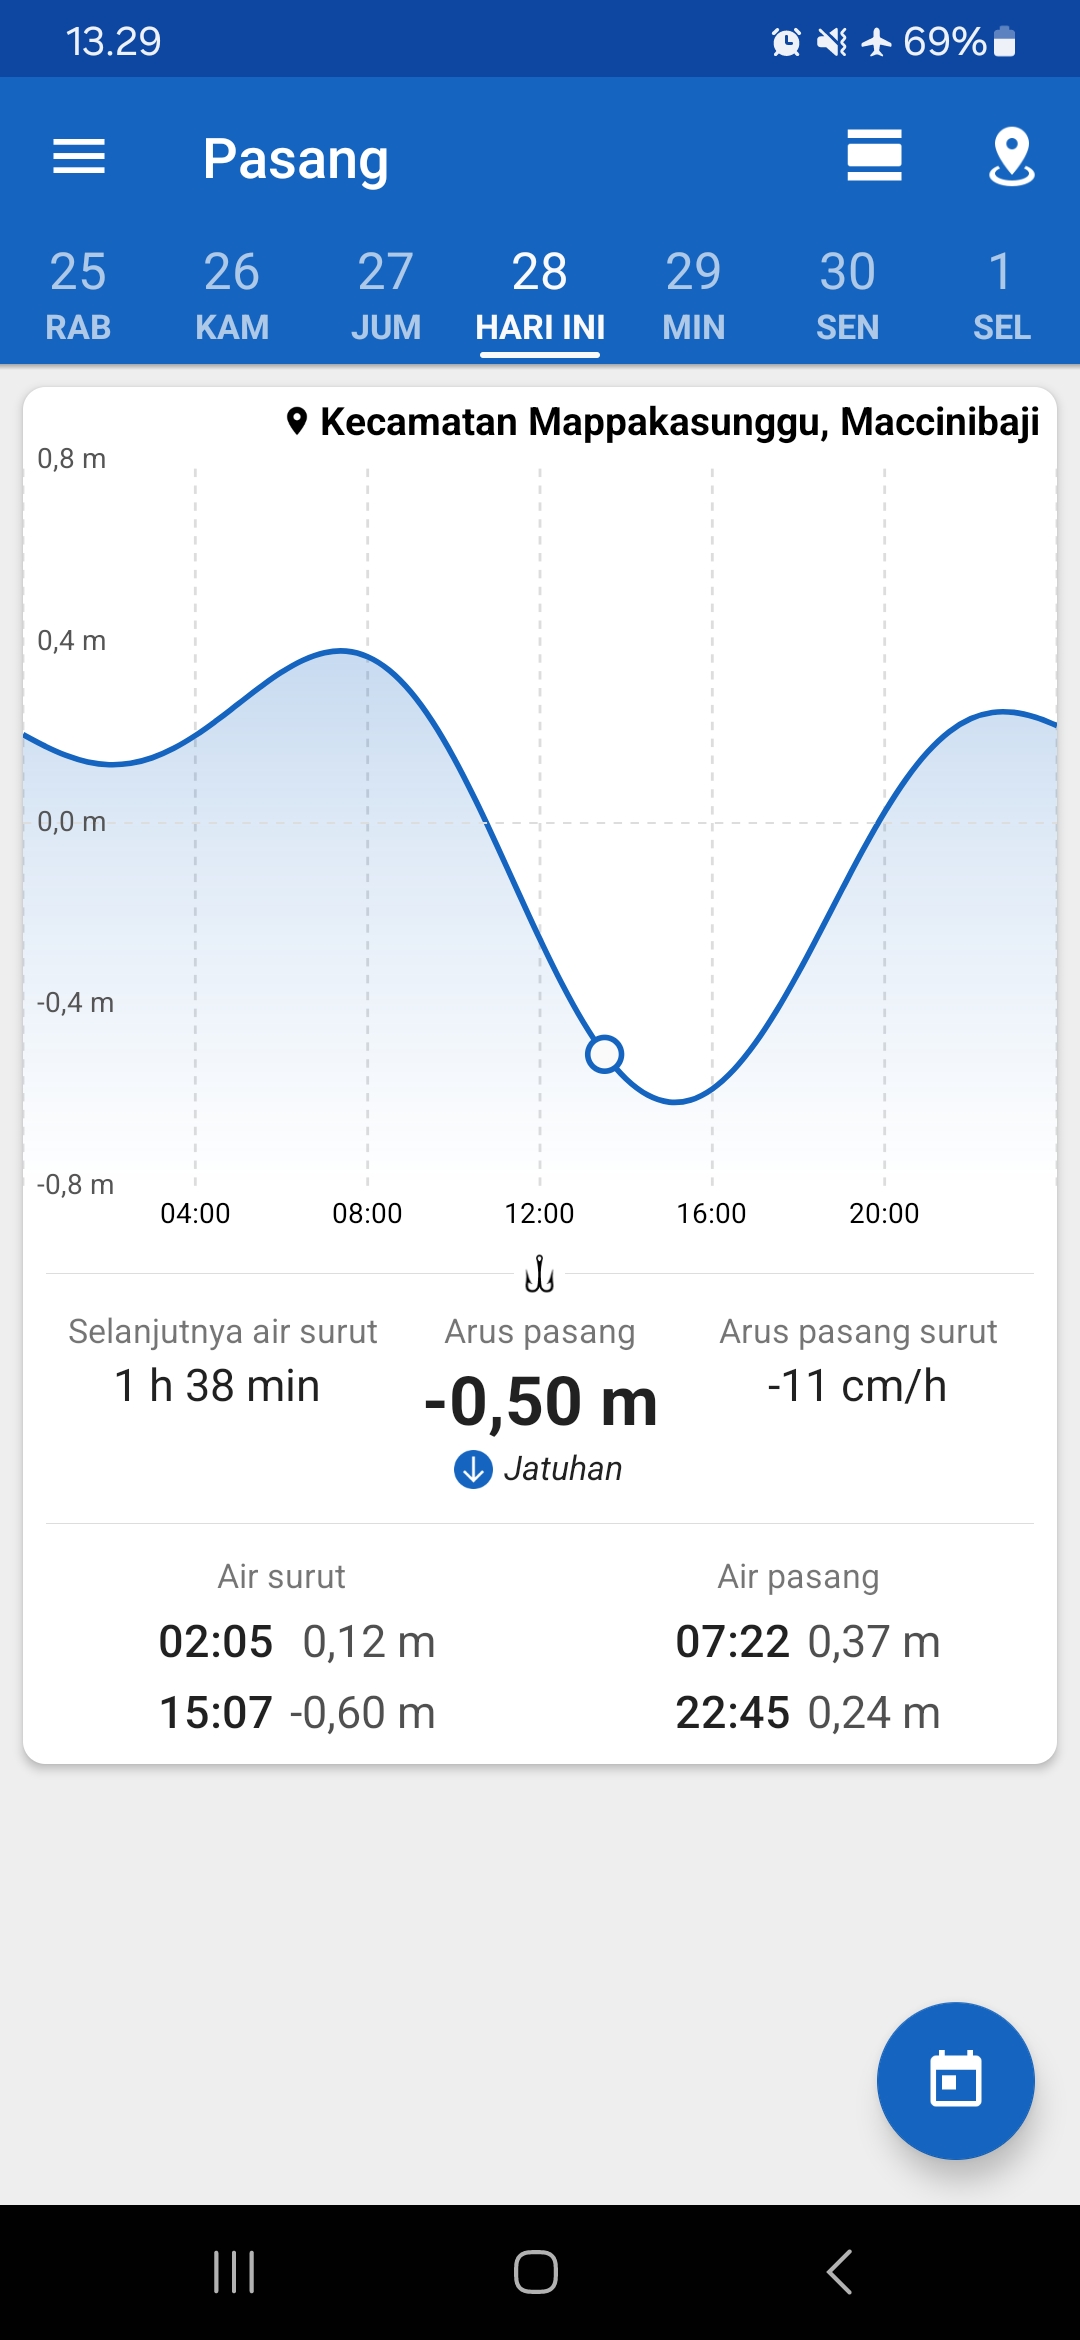 13.29
69%
Pasang
25 26 27 28 29 30 1
RAB KAM JUM HARI INI MIN SEN SEL
Kecamatan Mappakasunggu, Maccinibaji
0,8 m
0,4 m
0,0 m
-0,4 m
-0,8 m
04:00 08:00 12:00 16:00 20:00
Selanjutnya air surut
1 h 38 min
Arus pasang
-0,50 m
Jatuhan
Arus pasang surut
-11 cm/h
Air surut
02:05 0,12 m
15:07 -0,60 m
Air pasang
07:22 0,37 m
22:45 0,24 m